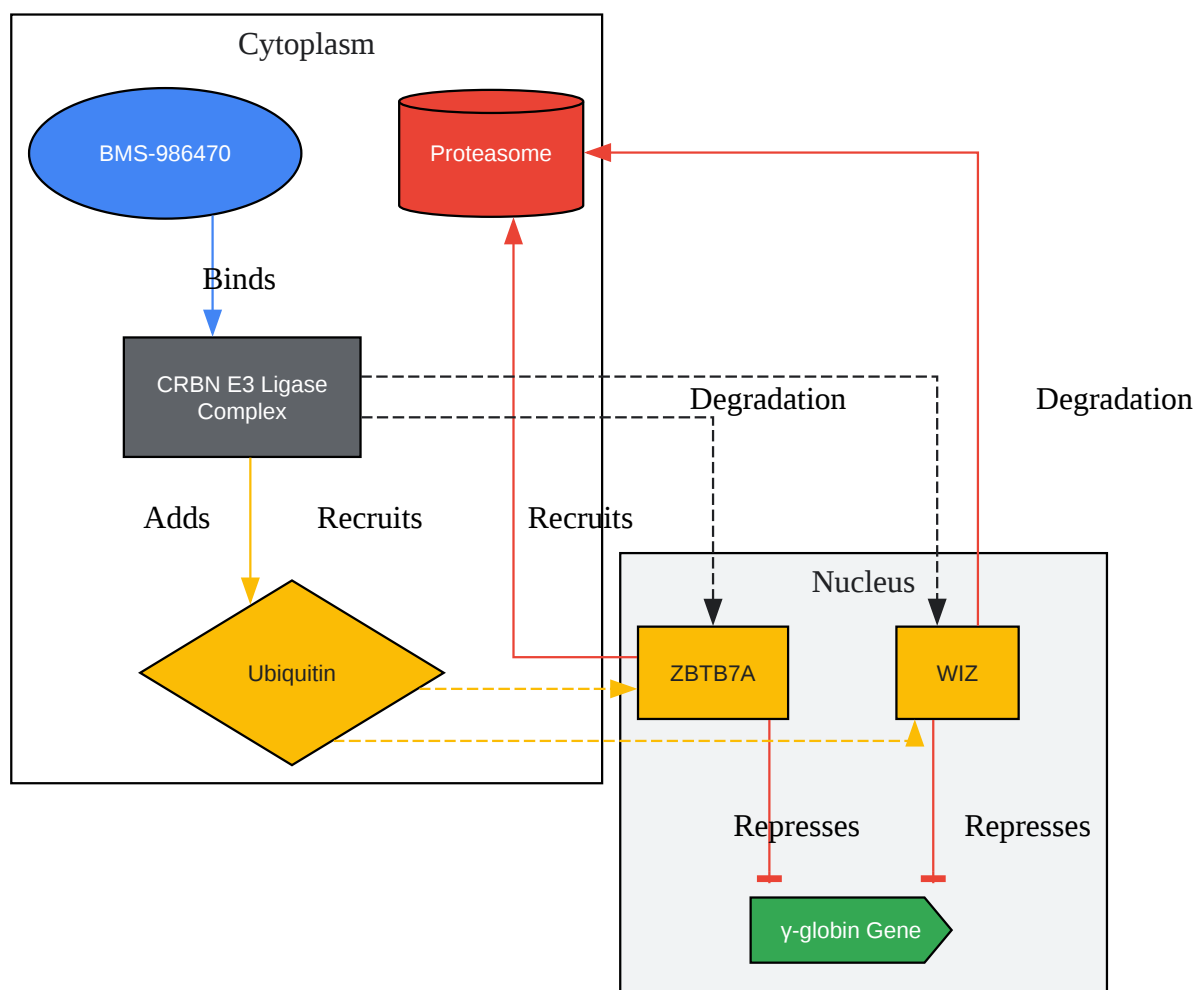 Cytoplasm
BMS-986470
Proteasome
Binds
CRBN E3 Ligase
Complex
Degradation
Degradation
Adds
Recruits
Recruits
Nucleus
Ubiquitin
ZBTB7A
WIZ
Represses
Represses
γ-globin Gene